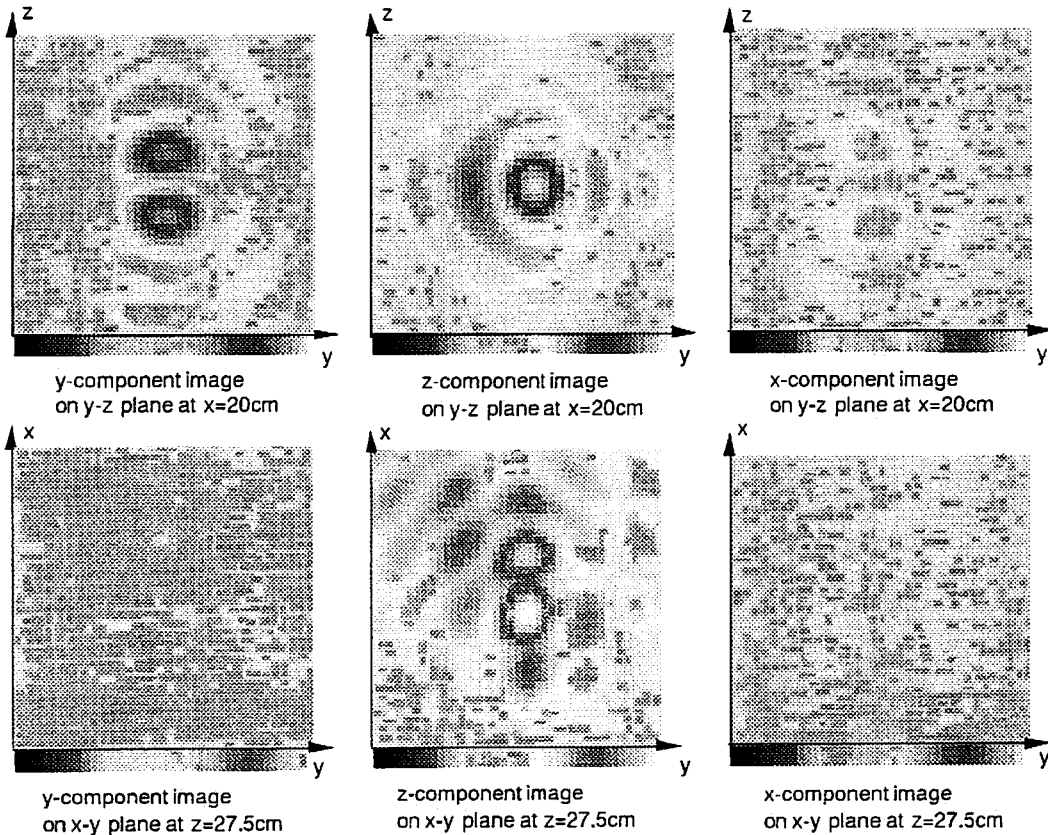 z
z
z
y
y
y
y-component image
on y-z plane at x=20cm
z-component image
on y-z plane at x=20cm
x-component image
on y-z plane at x=20cm
x
x
x
y
y
y
y-component image
on x-y plane at z=27.5cm
z-component image
on x-y plane at z=27.5cm
x-component image
on x-y plane at z=27.5cm